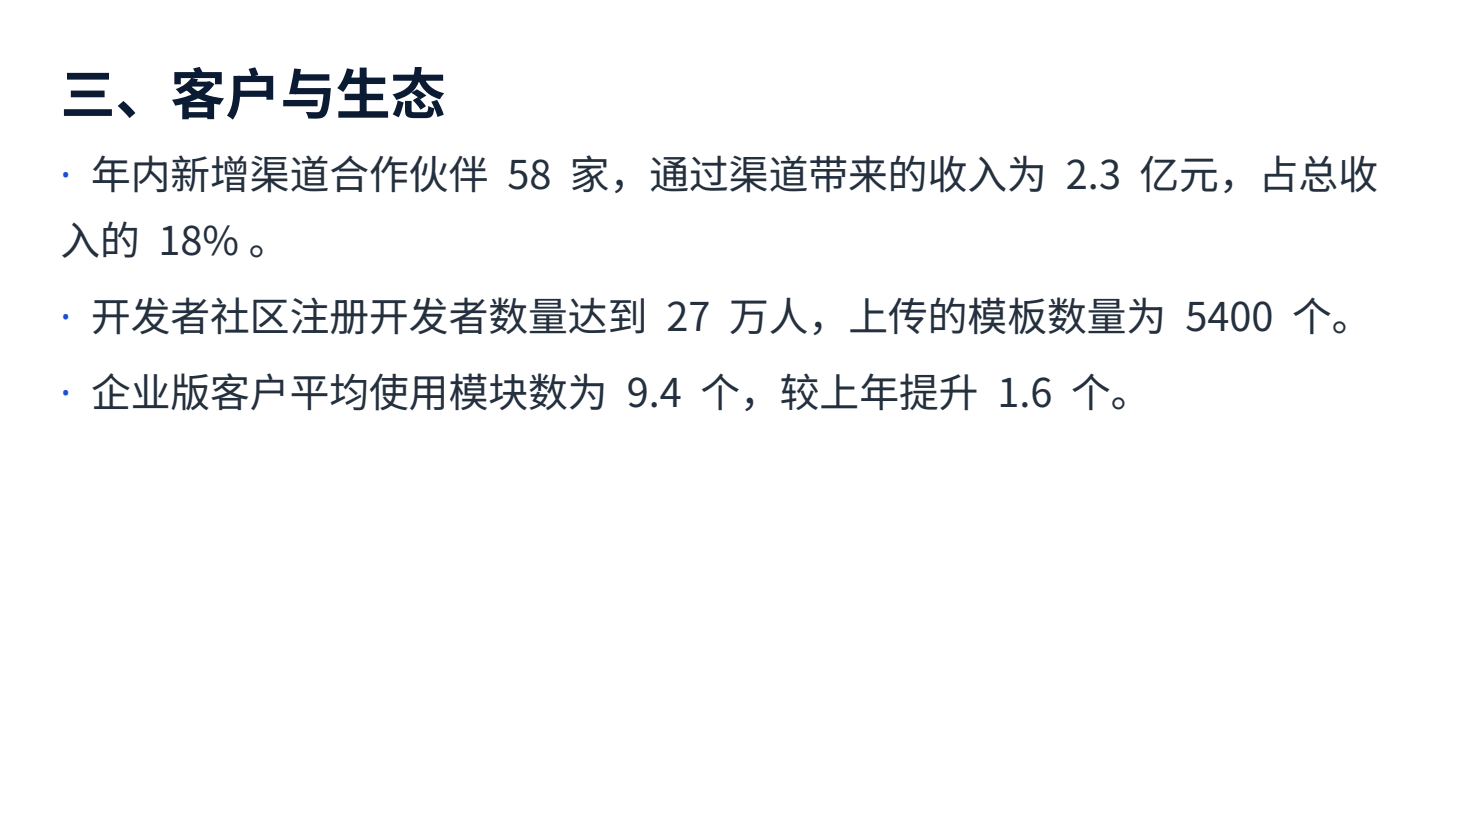 三、客户与生态
· 年内新增渠道合作伙伴 58 家，通过渠道带来的收入为 2.3 亿元，占总收
入的 18% 。
· 开发者社区注册开发者数量达到 27 万人，上传的模板数量为 5400 个。
· 企业版客户平均使用模块数为 9.4 个，较上年提升 1.6 个。